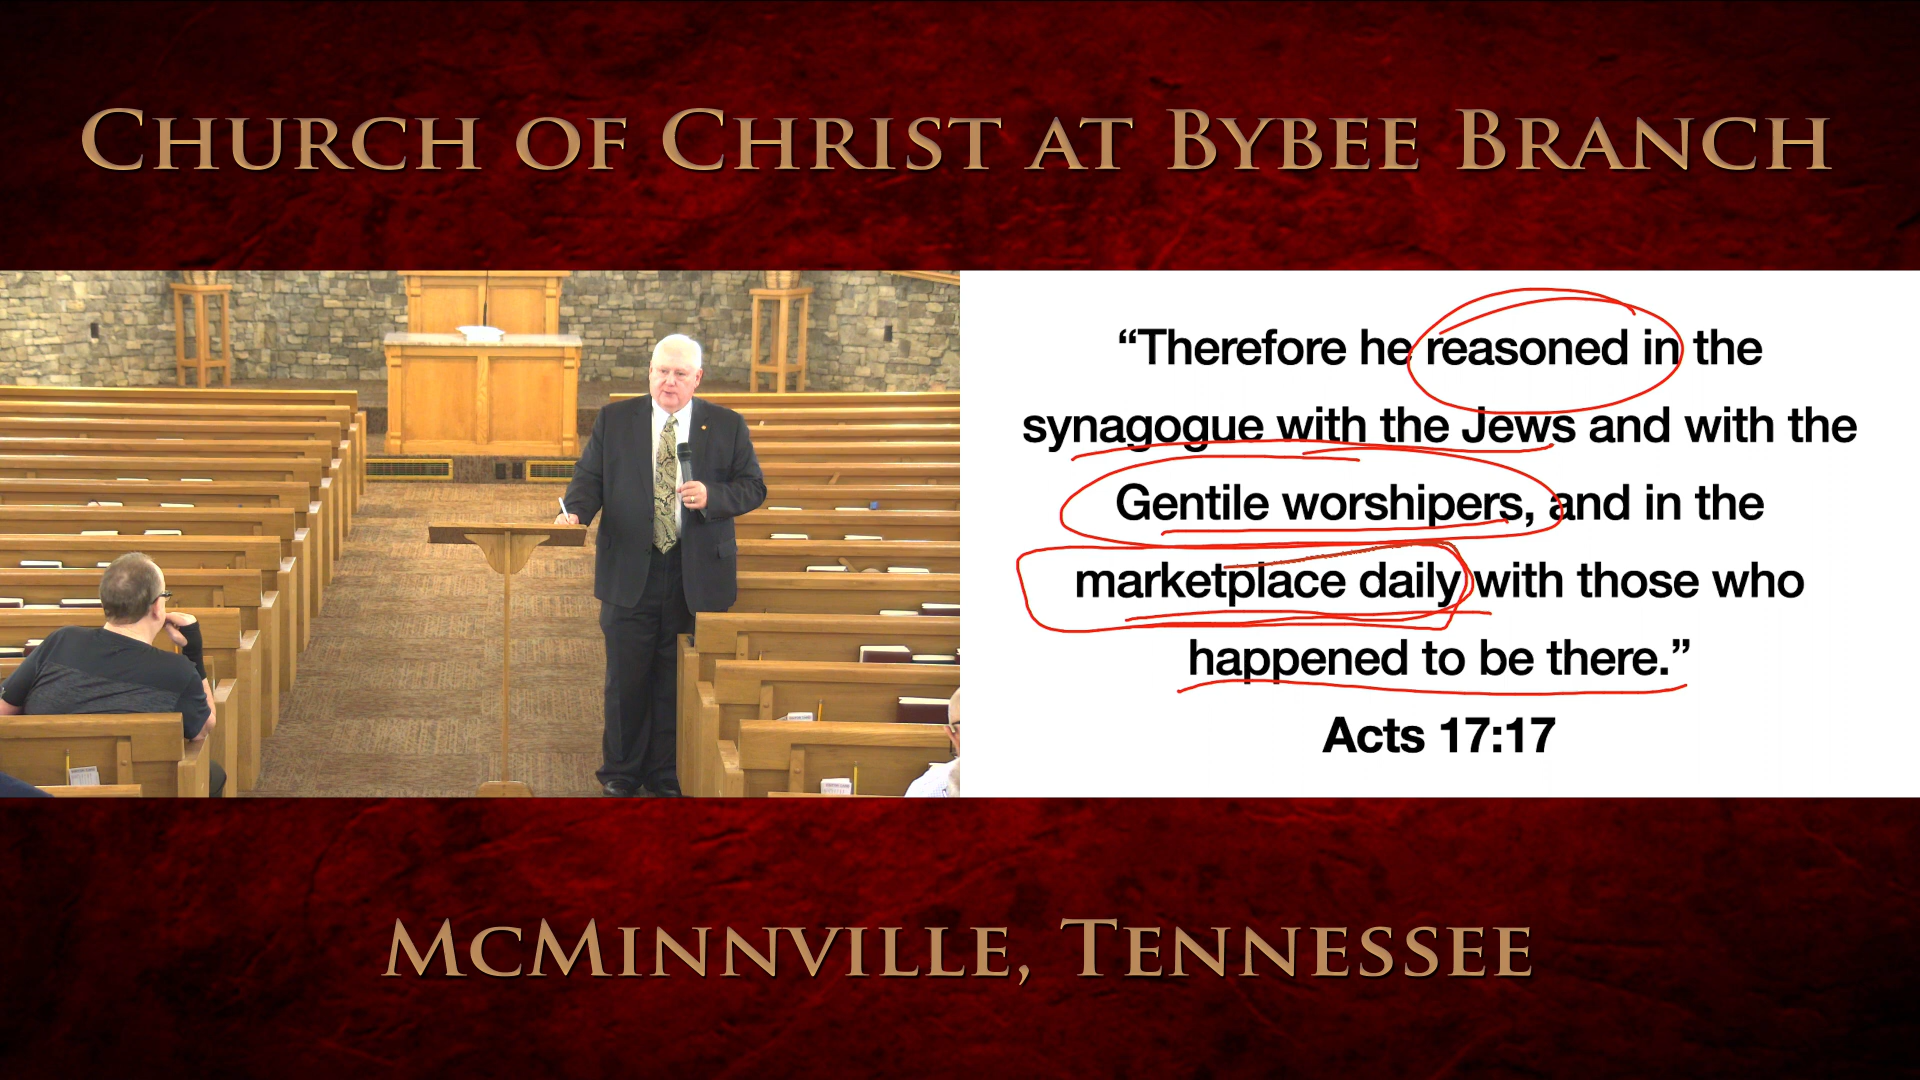 Church of Christ at Bybee Branch
“Therefore he reasoned in the
synagogue with the Jews and with the
Gentile worshipers, and in the
marketplace daily with those who
happened to be there.”
Acts 17:17
McMinnville, Tennessee